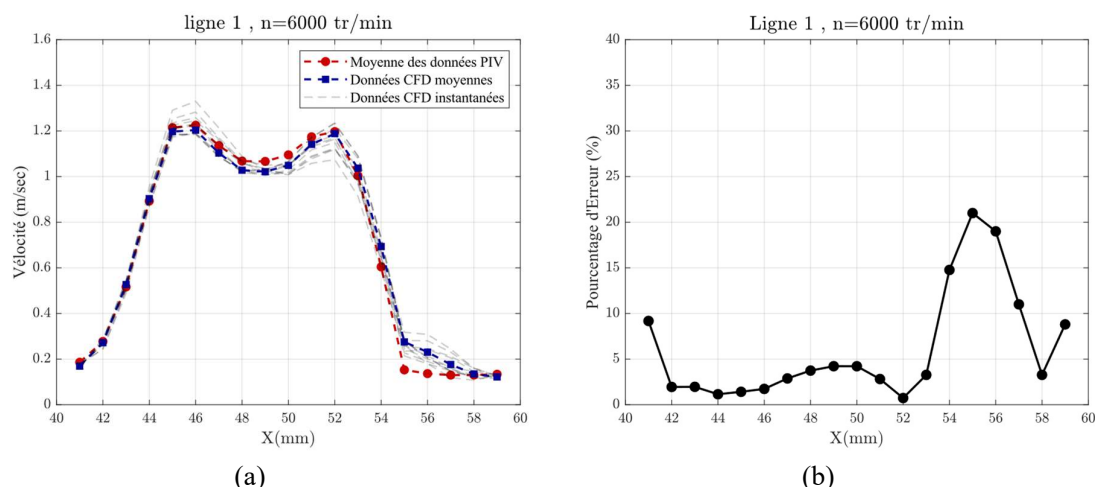 ligne 1 , n=6000 tr/min
1.6
1.4
1.2
1
0.8
0.6
0.4
0.2
0
Vélocité (m/sec)
Moyenne des données PIV
Données CFD moyennes
Données CFD instantanées
40 42 44 46 48 50 52 54 56 58 60
X(mm)
(a)
Ligne 1 , n=6000 tr/min
40
35
30
25
20
15
10
5
0
Pourcentage d'Erreur (%)
40 42 44 46 48 50 52 54 56 58 60
X(mm)
(b)